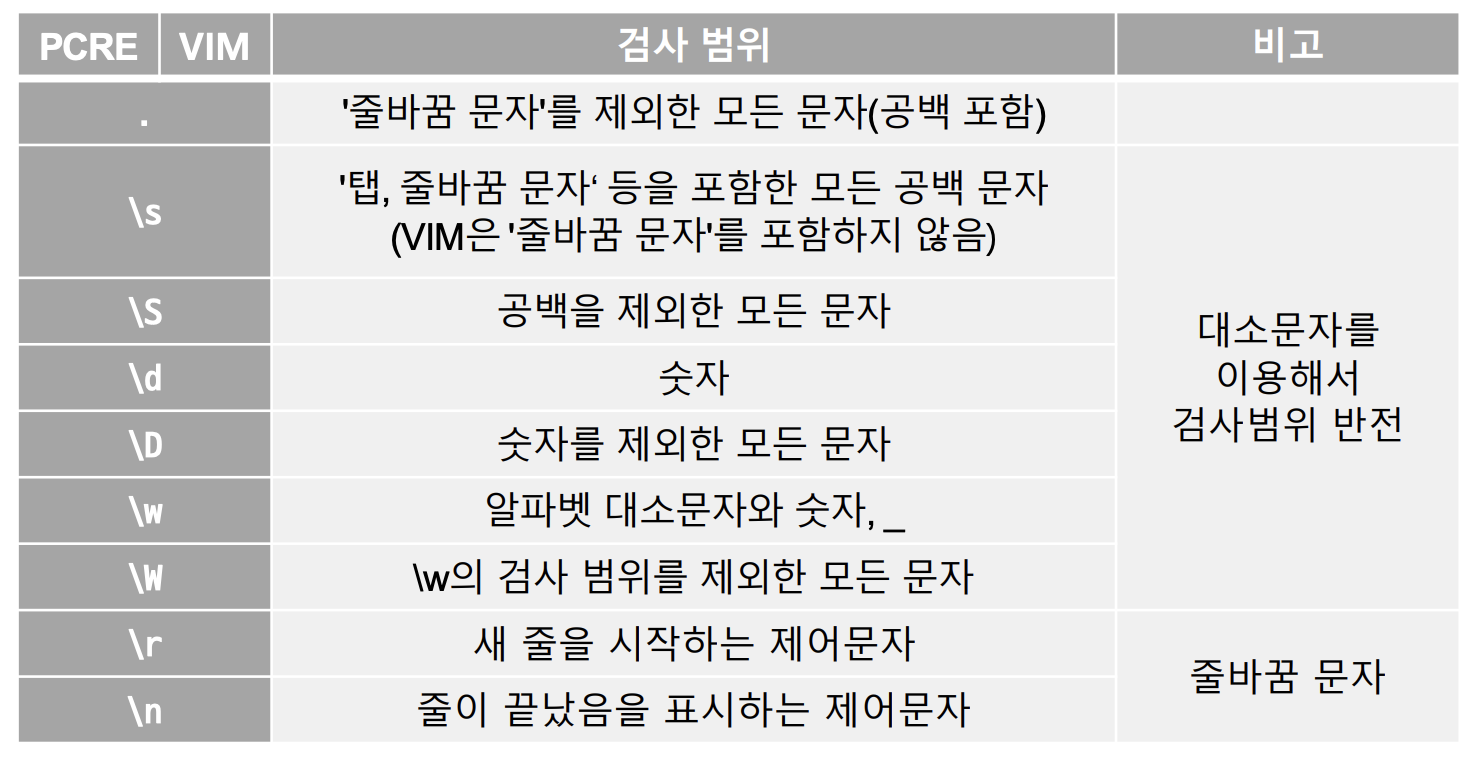 PCRE VIM 검사 범위 비고
. '줄바꿈 문자'를 제외한 모든 문자(공백 포함)
\s '탭, 줄바꿈 문자‘ 등을 포함한 모든 공백 문자
(VIM은 '줄바꿈 문자'를 포함하지 않음)
\S 공백을 제외한 모든 문자
\d 숫자
\D 숫자를 제외한 모든 문자
\w 알파벳 대소문자와 숫자, _
\W \w의 검사 범위를 제외한 모든 문자
대소문자를
이용해서
검사범위 반전
\r 새 줄을 시작하는 제어문자
\n 줄이 끝났음을 표시하는 제어문자
줄바꿈 문자